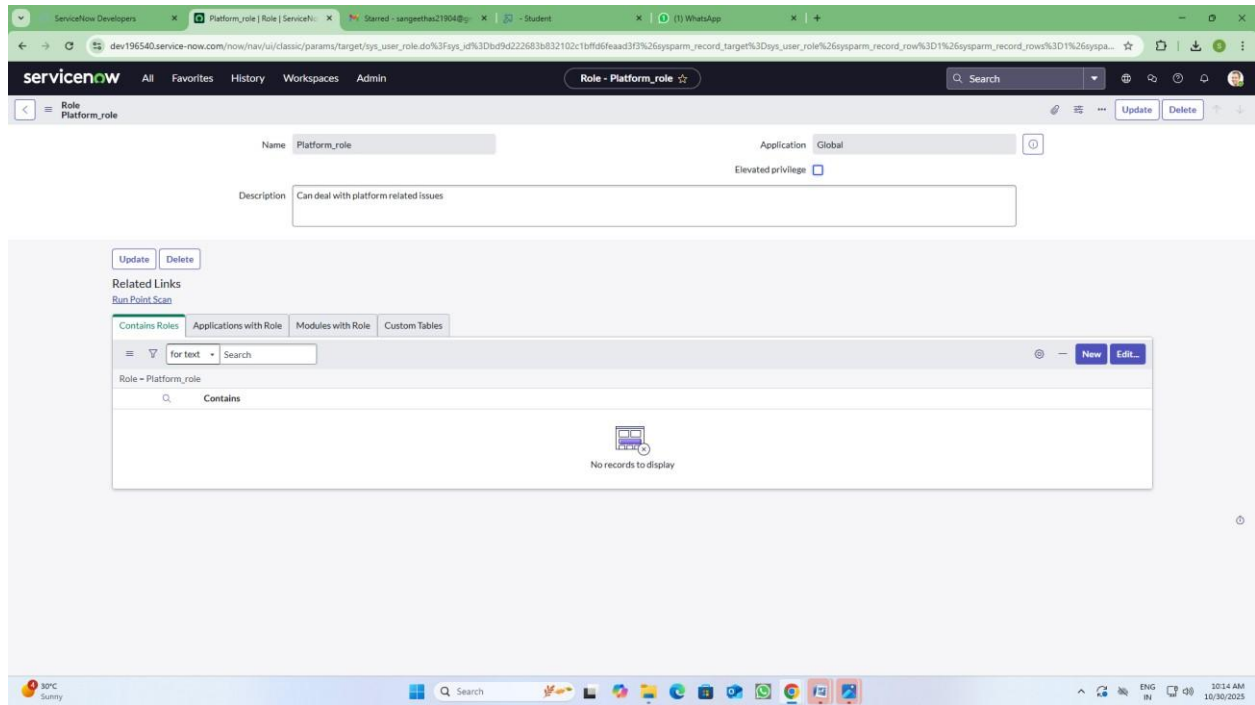 ServiceNow Developers
Platform_role | Role | ServiceN
Starred - sangeethas21904@g
- Student
(1) WhatsApp
dev196540.service-now.com/now/nav/ui/classic/params/target/sys_user_role.do%3Fsys_id%3Dbd9d222683b832102c1bffd6feaad3f3%26sysparm_record_target%3Dsys_user_role%26sysparm_record_row%3D1%26sysparm_record_rows%3D1%26syspa...
servicenow All Favorites History Workspaces Admin Role - Platform_role Search
Role
Platform_role
Update Delete
Name Platform_role Application Global
Elevated privilege
Description Can deal with platform related issues
Update Delete
Related Links
Run Point Scan
Contains Roles Applications with Role Modules with Role Custom Tables
for text Search New Edit...
Role = Platform_role
Contains
No records to display
4 30°C
Sunny
Search
ENG
IN
10:14 AM
10/30/2025